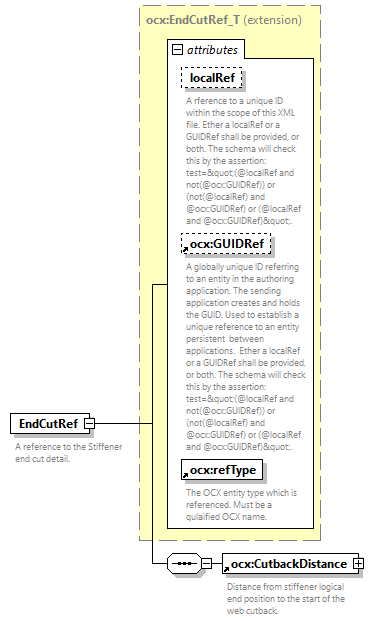 ocx:EndCutRef_T (extension)
attributes
localRef
A rference to a unique ID
within the scope of this XML
file. Ether a localRef or a
GUIDRef shall be provided, or
both. The schema will check
this by the assertion:
test=&quot;(@localRef and
not(@ocx:GUIDRef)) or
(not(@localRef) and
@ocx:GUIDRef) or (@localRef
and @ocx:GUIDRef)&quot;.
ocx:GUIDRef
A globally unique ID referring
to an entity in the authoring
application. The sending
application creates and holds
the GUID. Used to establish a
unique reference to an entity
persistent between
applications. Ether a localRef
or a GUIDRef shall be provided,
or both. The schema will check
this by the assertion:
test=&quot;(@localRef and
not(@ocx:GUIDRef)) or
(not(@localRef) and
@ocx:GUIDRef) or (@localRef
and @ocx:GUIDRef)&quot;.
EndCutRef
A reference to the Stiffener
end cut detail.
ocx:refType
The OCX entity type which is
referenced. Must be a
qulaified OCX name.
ocx:CutbackDistance
Distance from stiffener logical
end position to the start of the
web cutback.